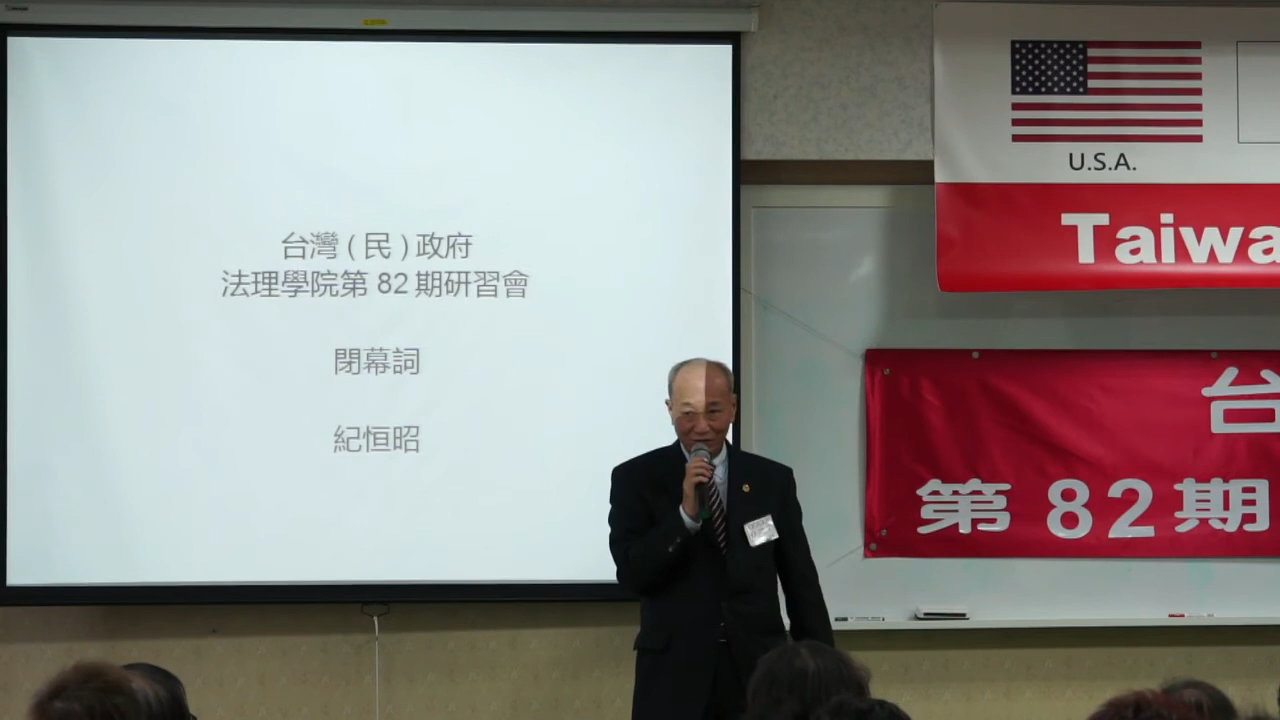 台灣 ( 民 ) 政府
法理學院第 82 期研習會
閉幕詞
紀恒昭
U.S.A.
Taiwa
台
第 82 期